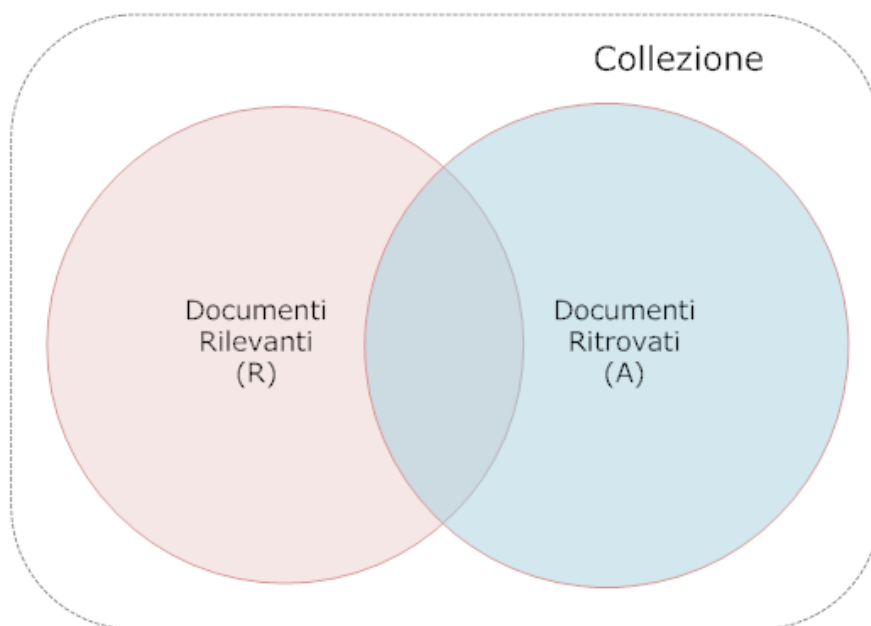 Collezione
Documenti
Rilevanti
(R)
Documenti
Ritrovati
(A)